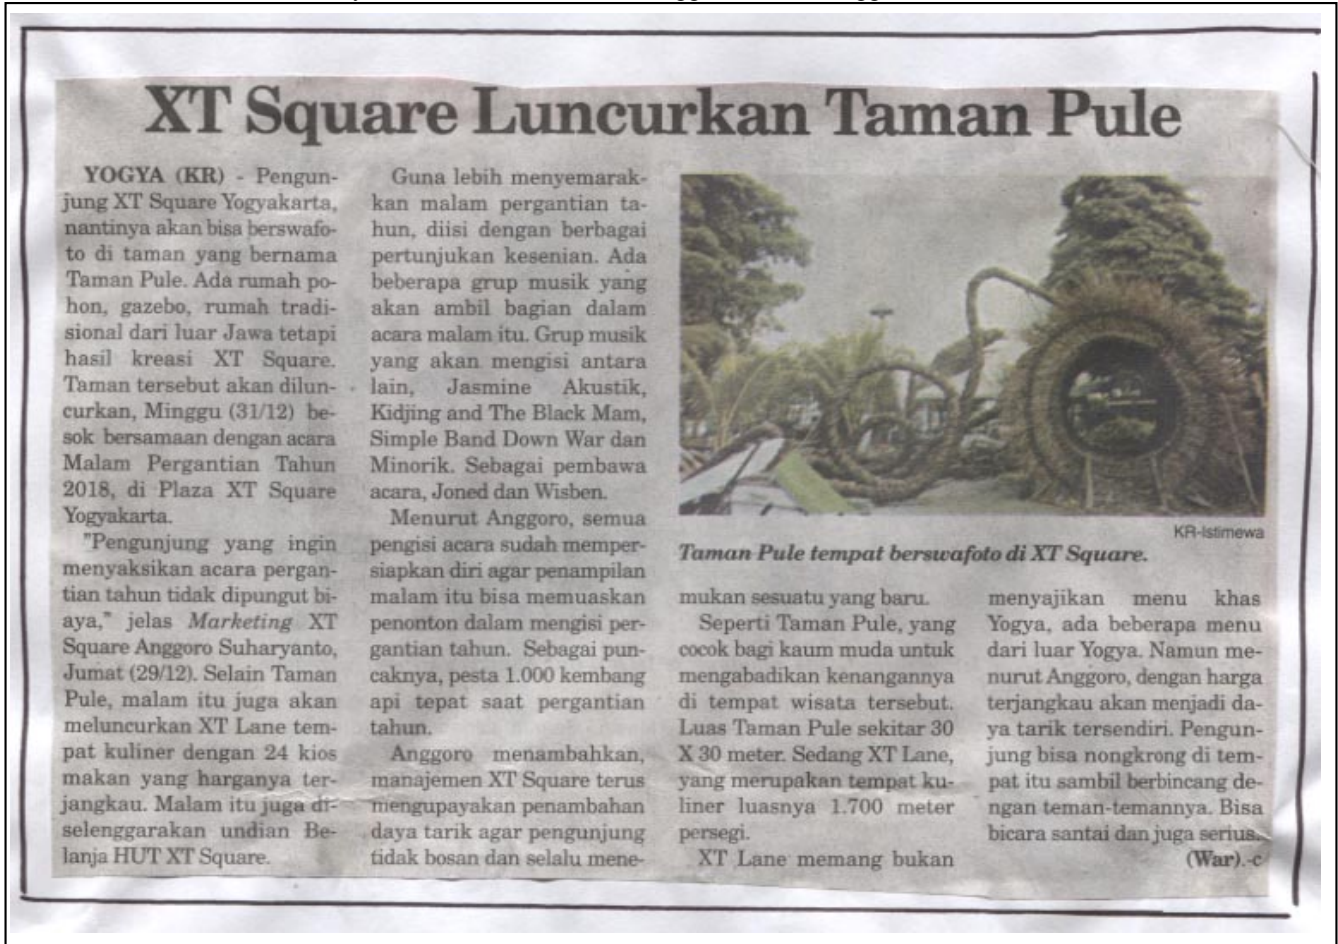 XT Square Luncurkan Taman Pule
YOGYA (KR) - Pengun-
jung XT Square Yogyakarta,
nantinya akan bisa berswafo-
to di taman yang bernama
Taman Pule. Ada rumah po-
hon, gazebo, rumah tradi-
sional dari luar Jawa tetapi
hasil kreasi XT Square.
Taman tersebut akan dilun-
curkan, Minggu (31/12) be-
sok bersamaan dengan acara
Malam Pergantian Tahun
2018, di Plaza XT Square
Yogyakarta.
"Pengunjung yang ingin
menyaksikan acara pergan-
tian tahun tidak dipungut bi-
aya," jelas Marketing XT
Square Anggoro Suharyanto,
Jumat (29/12). Selain Taman
Pule, malam itu juga akan
meluncurkan XT Lane tem-
pat kuliner dengan 24 kios
makan yang harganya ter-
jangkau. Malam itu juga di-
selenggarakan undian Be-
lanja HUT XT Square.
Guna lebih menyemarak-
kan malam pergantian ta-
hun, diisi dengan berbagai
pertunjukan kesenian. Ada
beberapa grup musik yang
akan ambil bagian dalam
acara malam itu. Grup musik
yang akan mengisi antara
lain, Jasmine Akustik,
Kidjing and The Black Mam,
Simple Band Down War dan
Minorik. Sebagai pembawa
acara, Joned dan Wisben.
Menurut Anggoro, semua
pengisi acara sudah memper-
siapkan diri agar penampilan
malam itu bisa memuaskan
penonton dalam mengisi per-
gantian tahun. Sebagai pun-
caknya, pesta 1.000 kembang
api tepat saat pergantian
tahun.
Anggoro menambahkan,
manajemen XT Square terus
mengupayakan penambahan
daya tarik agar pengunjung
tidak bosan dan selalu mene-
KR-Istimewa
Taman Pule tempat berswafoto di XT Square.
mukan sesuatu yang baru.
Seperti Taman Pule, yang
cocok bagi kaum muda untuk
mengabadikan kenangannya
di tempat wisata tersebut.
Luas Taman Pule sekitar 30
X 30 meter. Sedang XT Lane,
yang merupakan tempat ku-
liner luasnya 1.700 meter
persegi.
XT Lane memang bukan
menyajikan menu khas
Yogya, ada beberapa menu
dari luar Yogya. Namun me-
nurut Anggoro, dengan harga
terjangkau akan menjadi da-
ya tarik tersendiri. Pengun-
jung bisa nongkrong di tem-
pat itu sambil berbincang de-
ngan teman-temannya. Bisa
bicara santai dan juga serius.
(War).-c